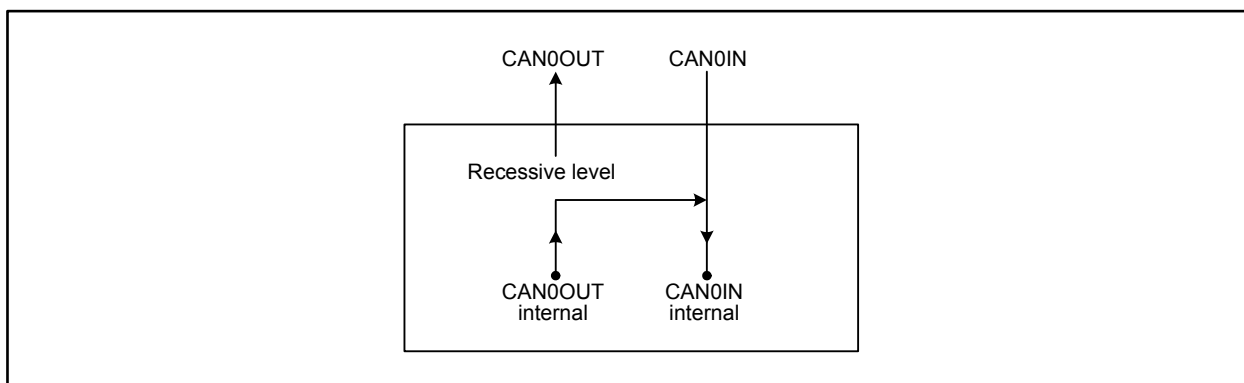 CAN0OUT
CAN0IN
Recessive level
CAN0OUT
internal
CAN0IN
internal